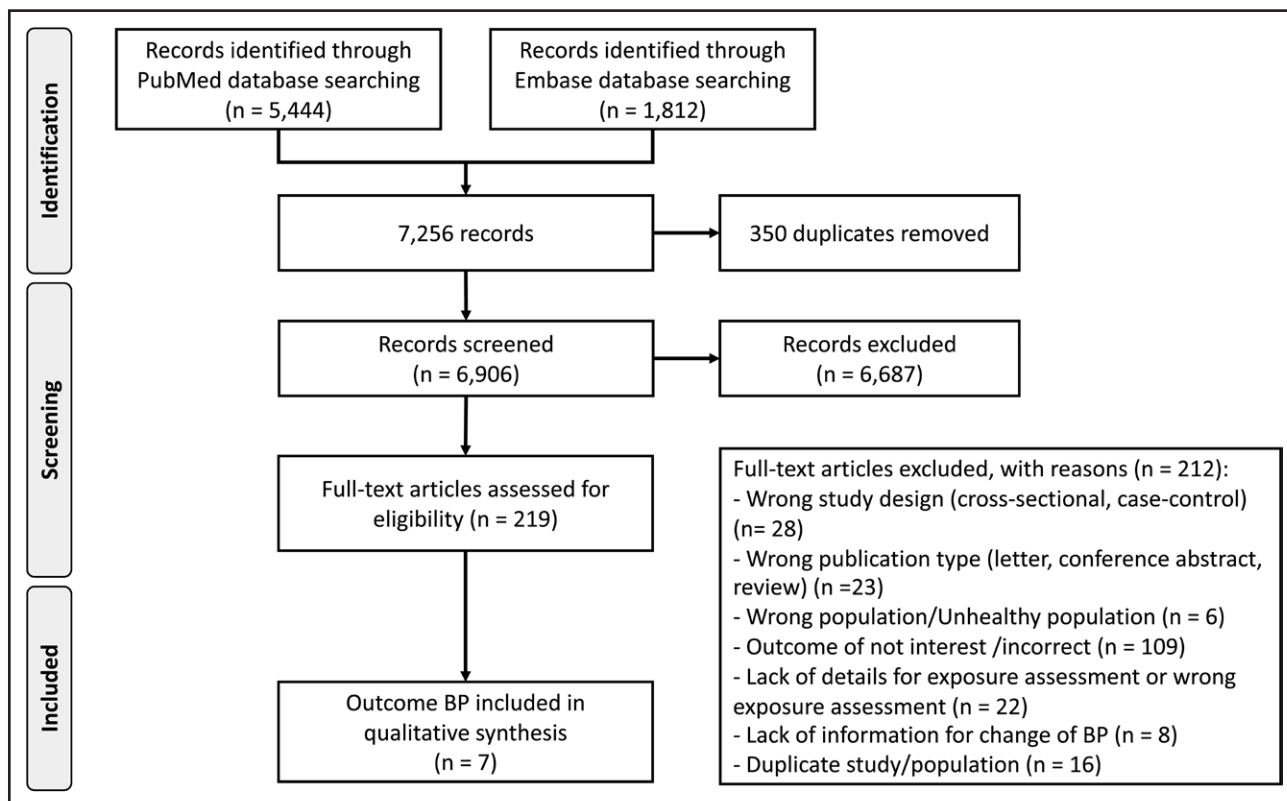 Identification
Records identified through
PubMed database searching
(n = 5,444)
Records identified through
Embase database searching
(n = 1,812)
7,256 records
350 duplicates removed
Screening
Records screened
(n = 6,906)
Records excluded
(n = 6,687)
Full-text articles assessed for
eligibility (n = 219)
Full-text articles excluded, with reasons (n = 212):
- Wrong study design (cross-sectional, case-control)
(n= 28)
- Wrong publication type (letter, conference abstract,
review) (n =23)
- Wrong population/Unhealthy population (n = 6)
- Outcome of not interest /incorrect (n = 109)
- Lack of details for exposure assessment or wrong
exposure assessment (n = 22)
- Lack of information for change of BP (n = 8)
- Duplicate study/population (n = 16)
Included
Outcome BP included in
qualitative synthesis
(n = 7)